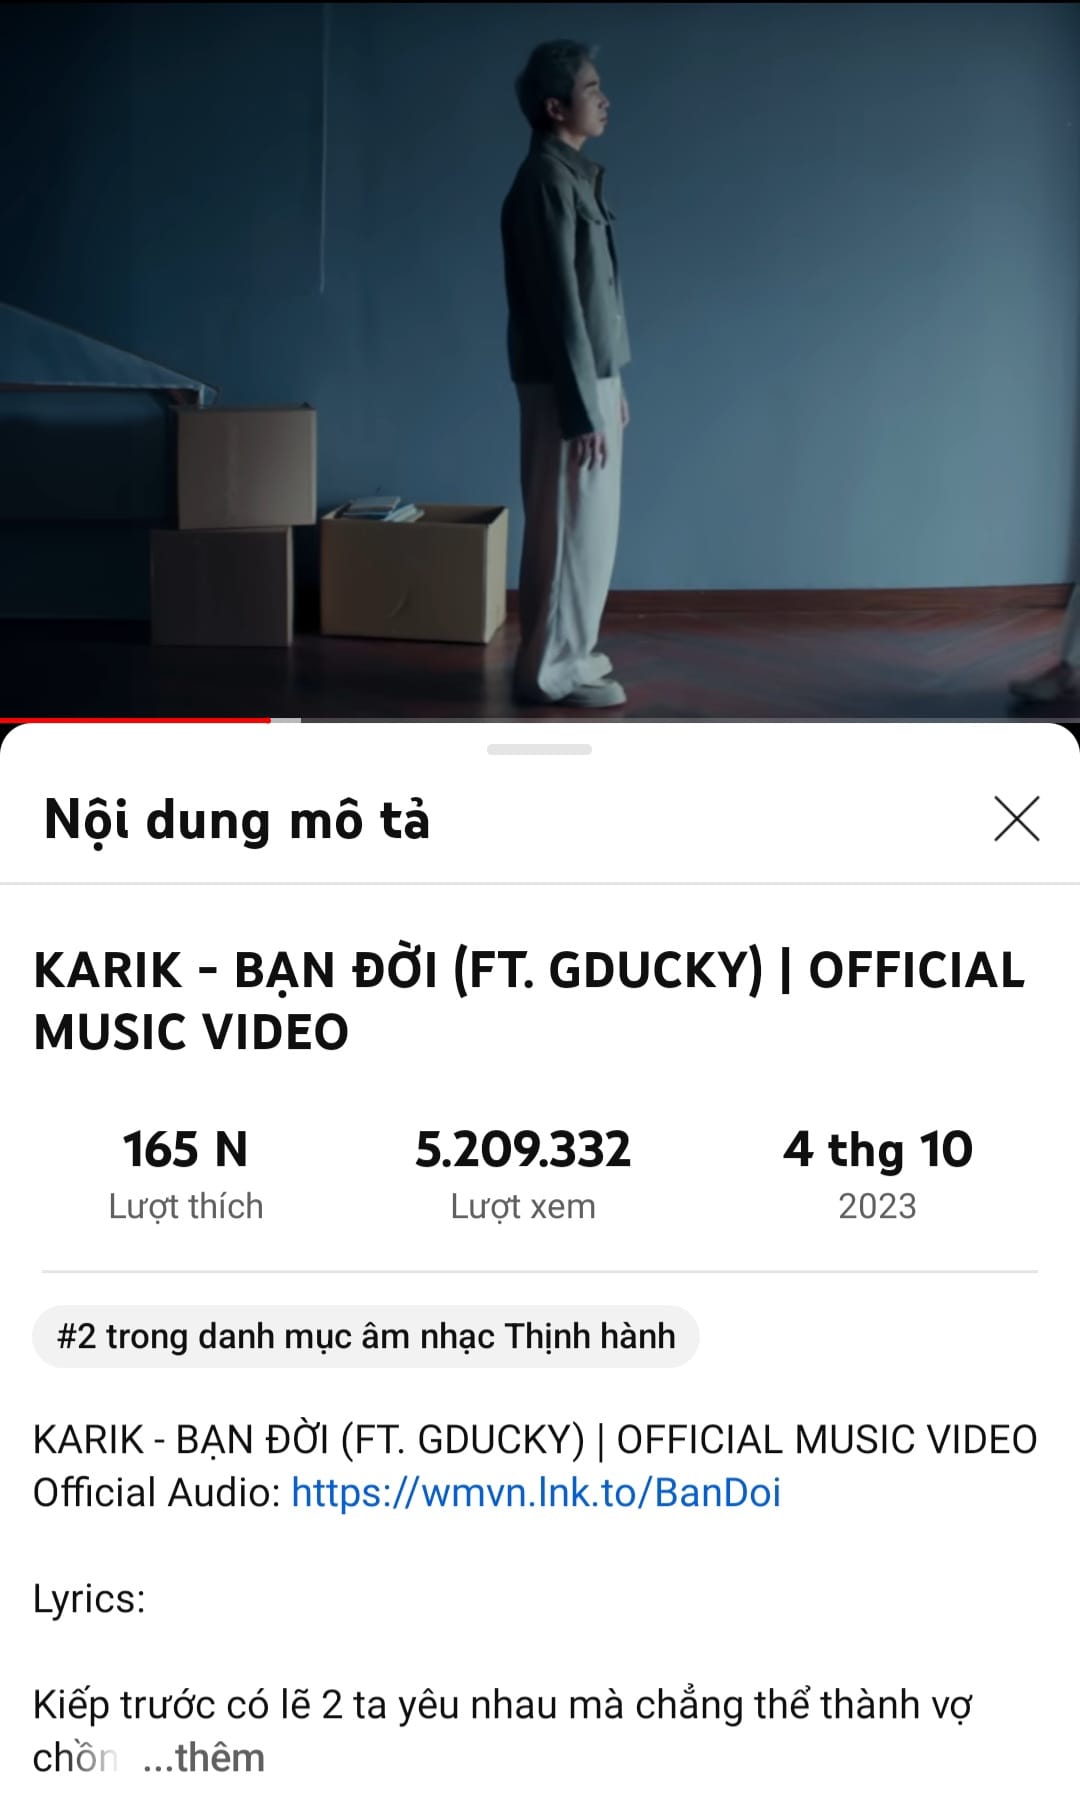 Nội dung mô tả
KARIK - BẠN ĐỜI (FT. GDUCKY) | OFFICIAL
MUSIC VIDEO
165 N 5.209.332 4 thg 10
Lượt thích Lượt xem 2023
#2 trong danh mục âm nhạc Thịnh hành
KARIK - BẠN ĐỜI (FT. GDUCKY) | OFFICIAL MUSIC VIDEO
Official Audio: https://wmvn.lnk.to/BanDoi
Lyrics:
Kiếp trước có lẽ 2 ta yêu nhau mà chẳng thể thành vợ
chồn ...thêm